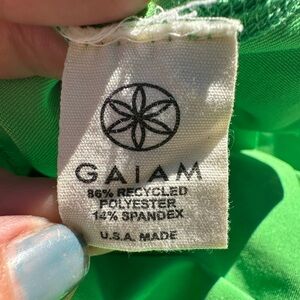 GAIAM
86% RECYCLED
POLYESTER
14% SPANDEX
U.S.A. MADE